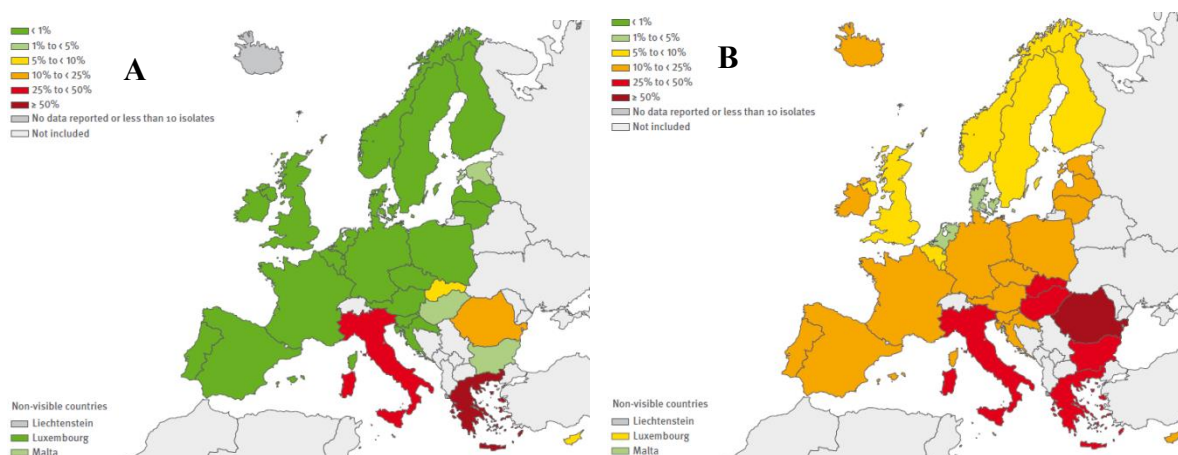 < 1%
1% to < 5%
5% to < 10%
10% to < 25%
25% to < 50%
≥ 50%
No data reported or less than 10 isolates
Not included
A
Non-visible countries
Liechtenstein
Luxembourg
Malta
< 1%
1% to < 5%
5% to < 10%
10% to < 25%
25% to < 50%
≥ 50%
No data reported or less than 10 isolates
Not included
B
Non-visible countries
Liechtenstein
Luxembourg
Malta